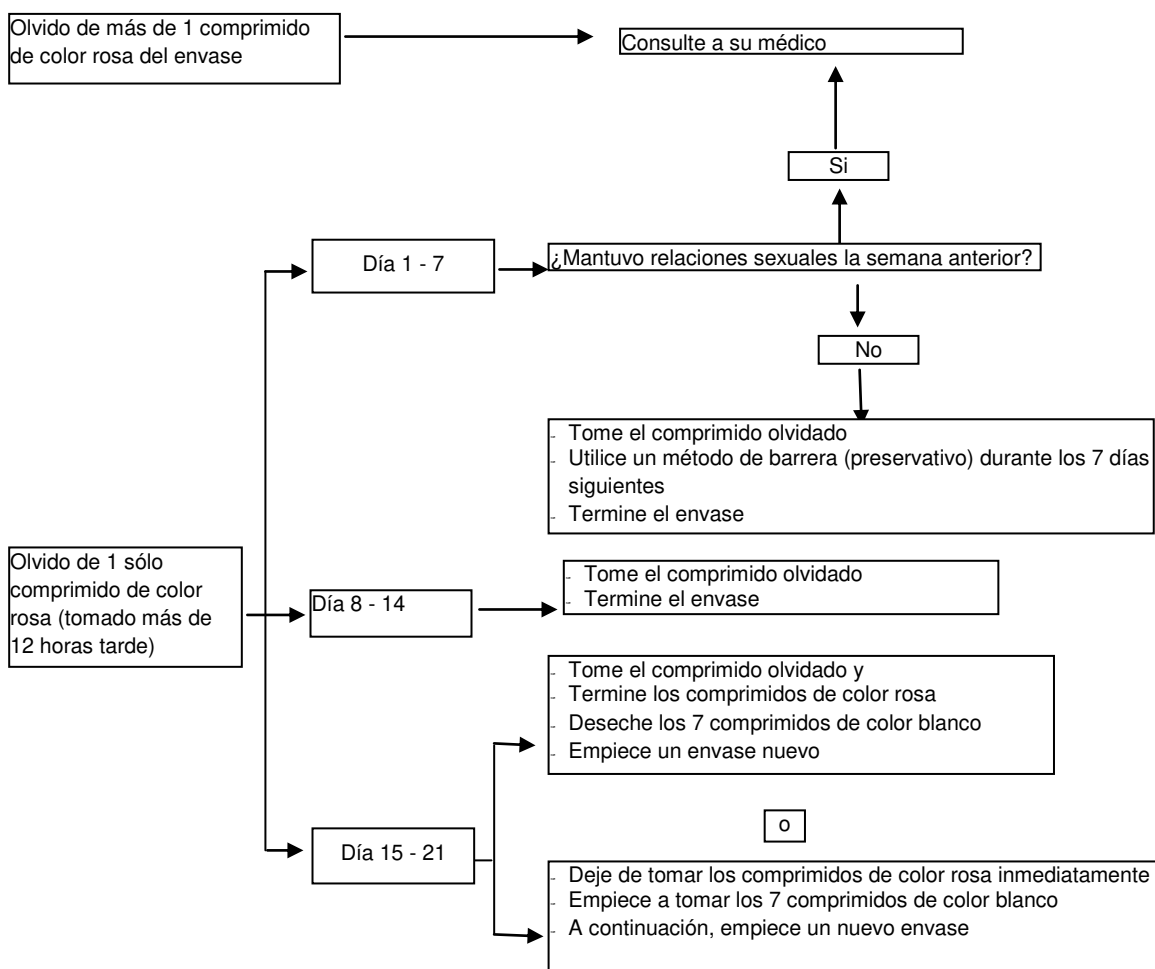 Olvido de más de 1 comprimido
de color rosa del envase
Consulte a su médico
Si
Día 1 - 7
¿Mantuvo relaciones sexuales la semana anterior?
No
- Tome el comprimido olvidado
- Utilice un método de barrera (preservativo) durante los 7 días
siguientes
- Termine el envase
Olvido de 1 sólo
comprimido de color
rosa (tomado más de
12 horas tarde)
Día 8 - 14
- Tome el comprimido olvidado
- Termine el envase
- Tome el comprimido olvidado y
- Termine los comprimidos de color rosa
- Deseche los 7 comprimidos de color blanco
- Empiece un envase nuevo
o
Día 15 - 21
- Deje de tomar los comprimidos de color rosa inmediatamente
- Empiece a tomar los 7 comprimidos de color blanco
- A continuación, empiece un nuevo envase